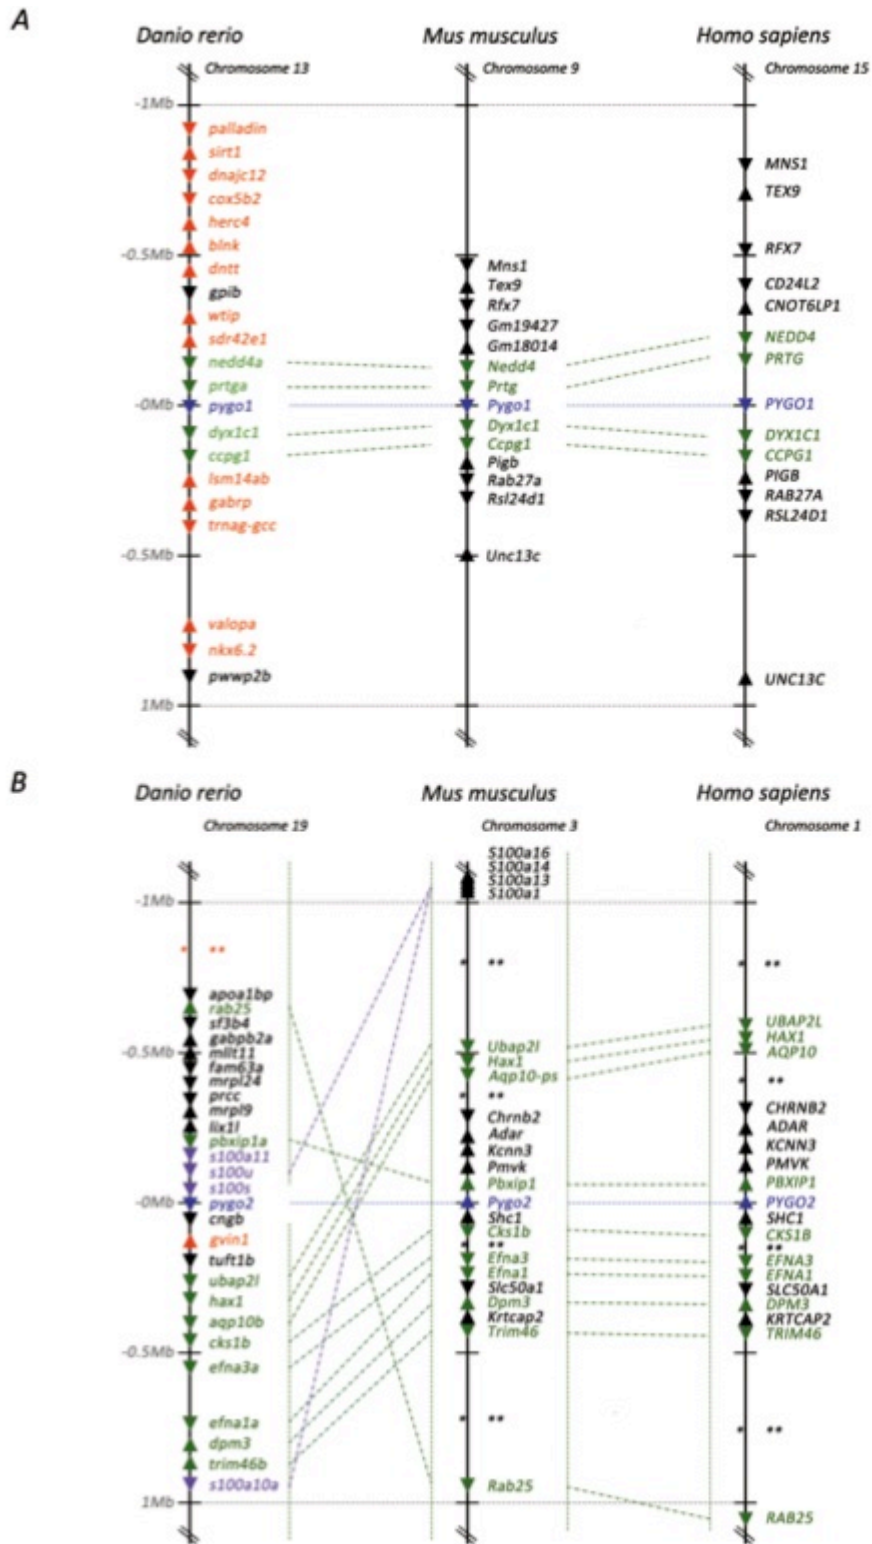 A
Danio rerio
Mus musculus
Homo sapiens
Chromosome 13
Chromosome 9
Chromosome 15
-1Mb
palladin
sirt1
dnajc12
cox5b2
herc4
blnk
-0.5Mb
dntt
gpib
wtip
sdr42e1
nedd4a
prtga
-0Mb
pygo1
dyx1c1
ccpg1
lsm14ab
gabrp
trnag-gcc
-0.5Mb
valopa
nkx6.2
pwwp2b
1Mb
Mns1
Tex9
Rfx7
Gm19427
Gm18014
Nedd4
Prtg
Pygo1
Dyx1c1
Ccpg1
Pigb
Rab27a
Rsl24d1
Unc13c
MNS1
TEX9
RFX7
CD24L2
CNOT6LP1
NEDD4
PRTG
PYGO1
DYX1C1
CCPG1
PIGB
RAB27A
RSL24D1
UNC13C
B
Danio rerio
Mus musculus
Homo sapiens
Chromosome 19
Chromosome 3
Chromosome 1
-1Mb
* **
apoa1bp
rab25
sf3b4
gabpb2a
-0.5Mb
mllt11
fam63a
mrpl24
prcc
mrpl9
lix1l
pbxip1a
s100a11
s100u
s100s
-0Mb
pygo2
cngb
gvin1
tuft1b
ubap2l
hax1
aqp10b
cks1b
-0.5Mb
efna3a
efna1a
dpm3
trim46b
s100a10a
1Mb
S100a16
S100a14
S100a13
S100a1
* **
Ubap2l
Hax1
Aqp10-ps
* **
Chrnb2
Adar
Kcnn3
Pmvk
Pbxip1
Pygo2
Shc1
Cks1b
* **
Efna3
Efna1
Slc50a1
Dpm3
Krtcap2
Trim46
* **
Rab25
* **
UBAP2L
HAX1
AQP10
* **
CHRNB2
ADAR
KCNN3
PMVK
PBXIP1
PYGO2
SHC1
CKS1B
* **
EFNA3
EFNA1
SLC50A1
DPM3
KRTCAP2
TRIM46
* **
RAB25